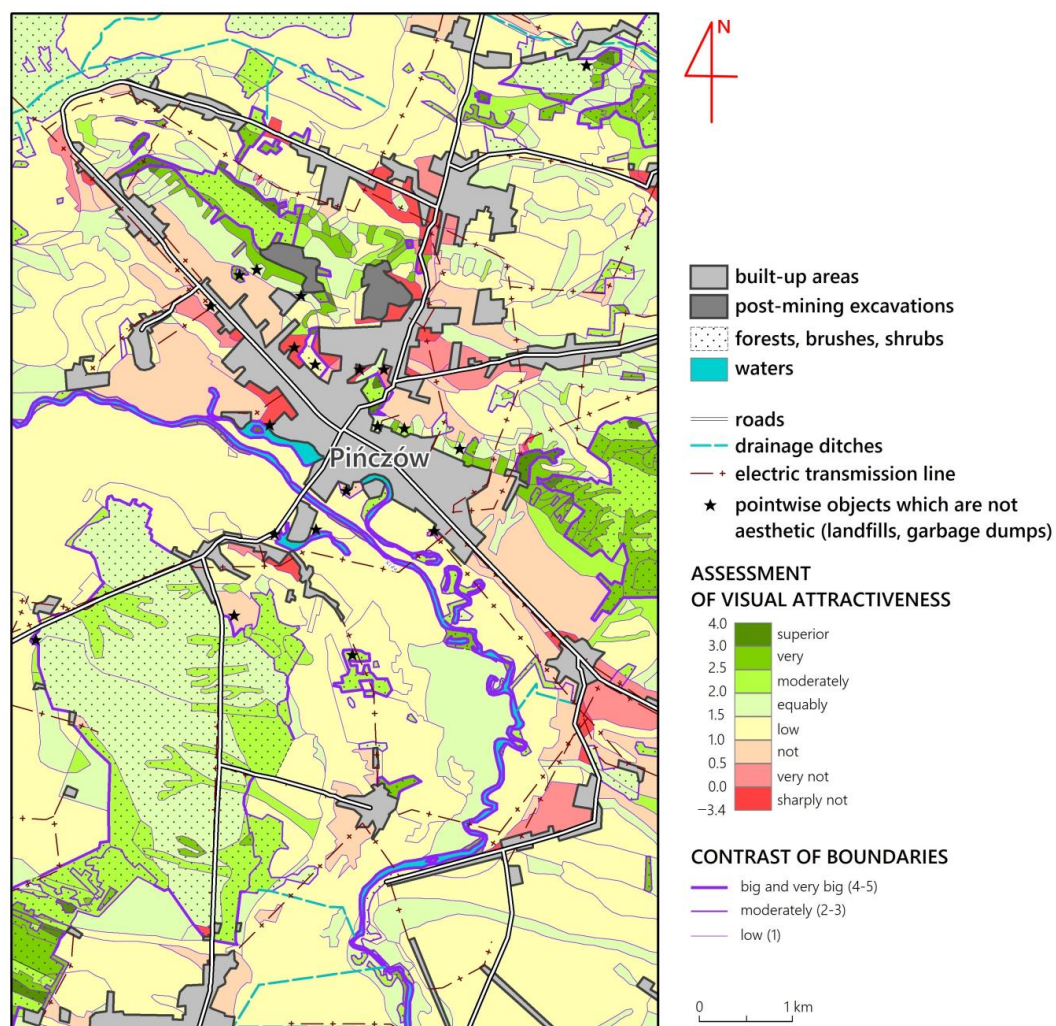 N
Pińczów
built-up areas
post-mining excavations
forests, brushes, shrubs
waters
roads
drainage ditches
electric transmission line
pointwise objects which are not
aesthetic (landfills, garbage dumps)
ASSESSMENT
OF VISUAL ATTRACTIVENESS
4.0
superior
3.0
very
2.5
moderately
2.0
equably
1.5
low
1.0
not
0.5
very not
0.0
sharply not
−3.4
CONTRAST OF BOUNDARIES
big and very big (4-5)
moderately (2-3)
low (1)
0 1 km